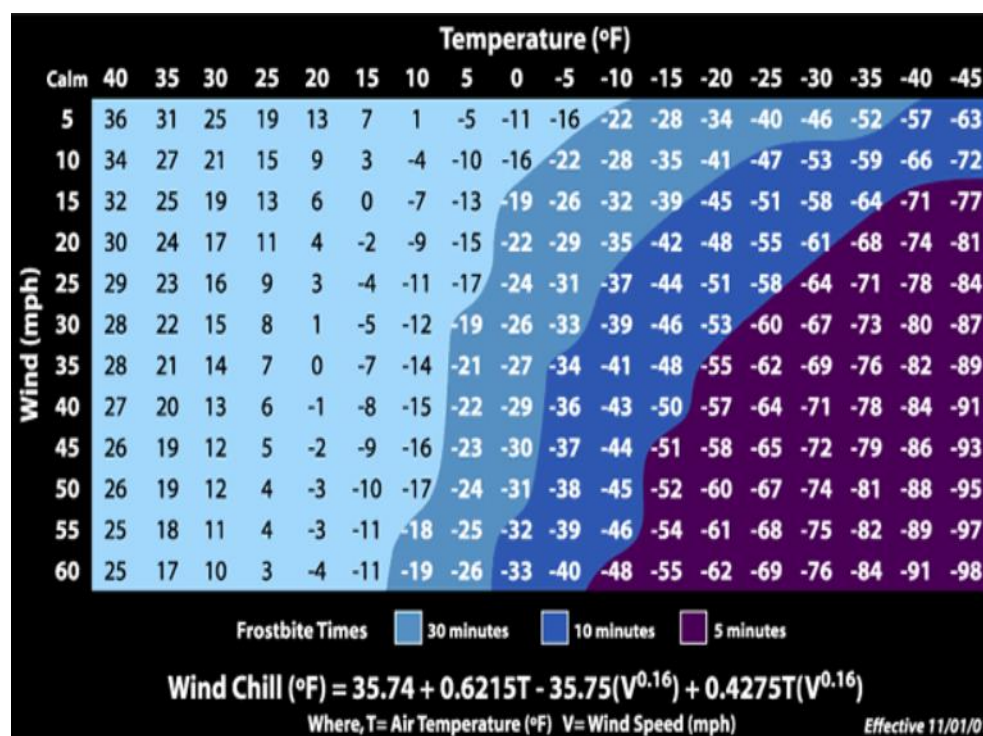 Temperature (ºF)
Calm 40 35 30 25 20 15 10 5 0 -5 -10 -15 -20 -25 -30 -35 -40 -45
5 36 31 25 19 13 7 1 -5 -11 -16 -22 -28 -34 -40 -46 -52 -57 -63
10 34 27 21 15 9 3 -4 -10 -16 -22 -28 -35 -41 -47 -53 -59 -66 -72
15 32 25 19 13 6 0 -7 -13 -19 -26 -32 -39 -45 -51 -58 -64 -71 -77
20 30 24 17 11 4 -2 -9 -15 -22 -29 -35 -42 -48 -55 -61 -68 -74 -81
25 29 23 16 9 3 -4 -11 -17 -24 -31 -37 -44 -51 -58 -64 -71 -78 -84
30 28 22 15 8 1 -5 -12 -19 -26 -33 -39 -46 -53 -60 -67 -73 -80 -87
35 28 21 14 7 0 -7 -14 -21 -27 -34 -41 -48 -55 -62 -69 -76 -82 -89
40 27 20 13 6 -1 -8 -15 -22 -29 -36 -43 -50 -57 -64 -71 -78 -84 -91
45 26 19 12 5 -2 -9 -16 -23 -30 -37 -44 -51 -58 -65 -72 -79 -86 -93
50 26 19 12 4 -3 -10 -17 -24 -31 -38 -45 -52 -60 -67 -74 -81 -88 -95
55 25 18 11 4 -3 -11 -18 -25 -32 -39 -46 -54 -61 -68 -75 -82 -89 -97
60 25 17 10 3 -4 -11 -19 -26 -33 -40 -48 -55 -62 -69 -76 -84 -91 -98
Wind (mph)
Frostbite Times 30 minutes 10 minutes 5 minutes
Wind Chill (ºF) = 35.74 + 0.6215T - 35.75(V^0.16) + 0.4275T(V^0.16)
Where, T= Air Temperature (ºF) V= Wind Speed (mph)
Effective 11/01/0